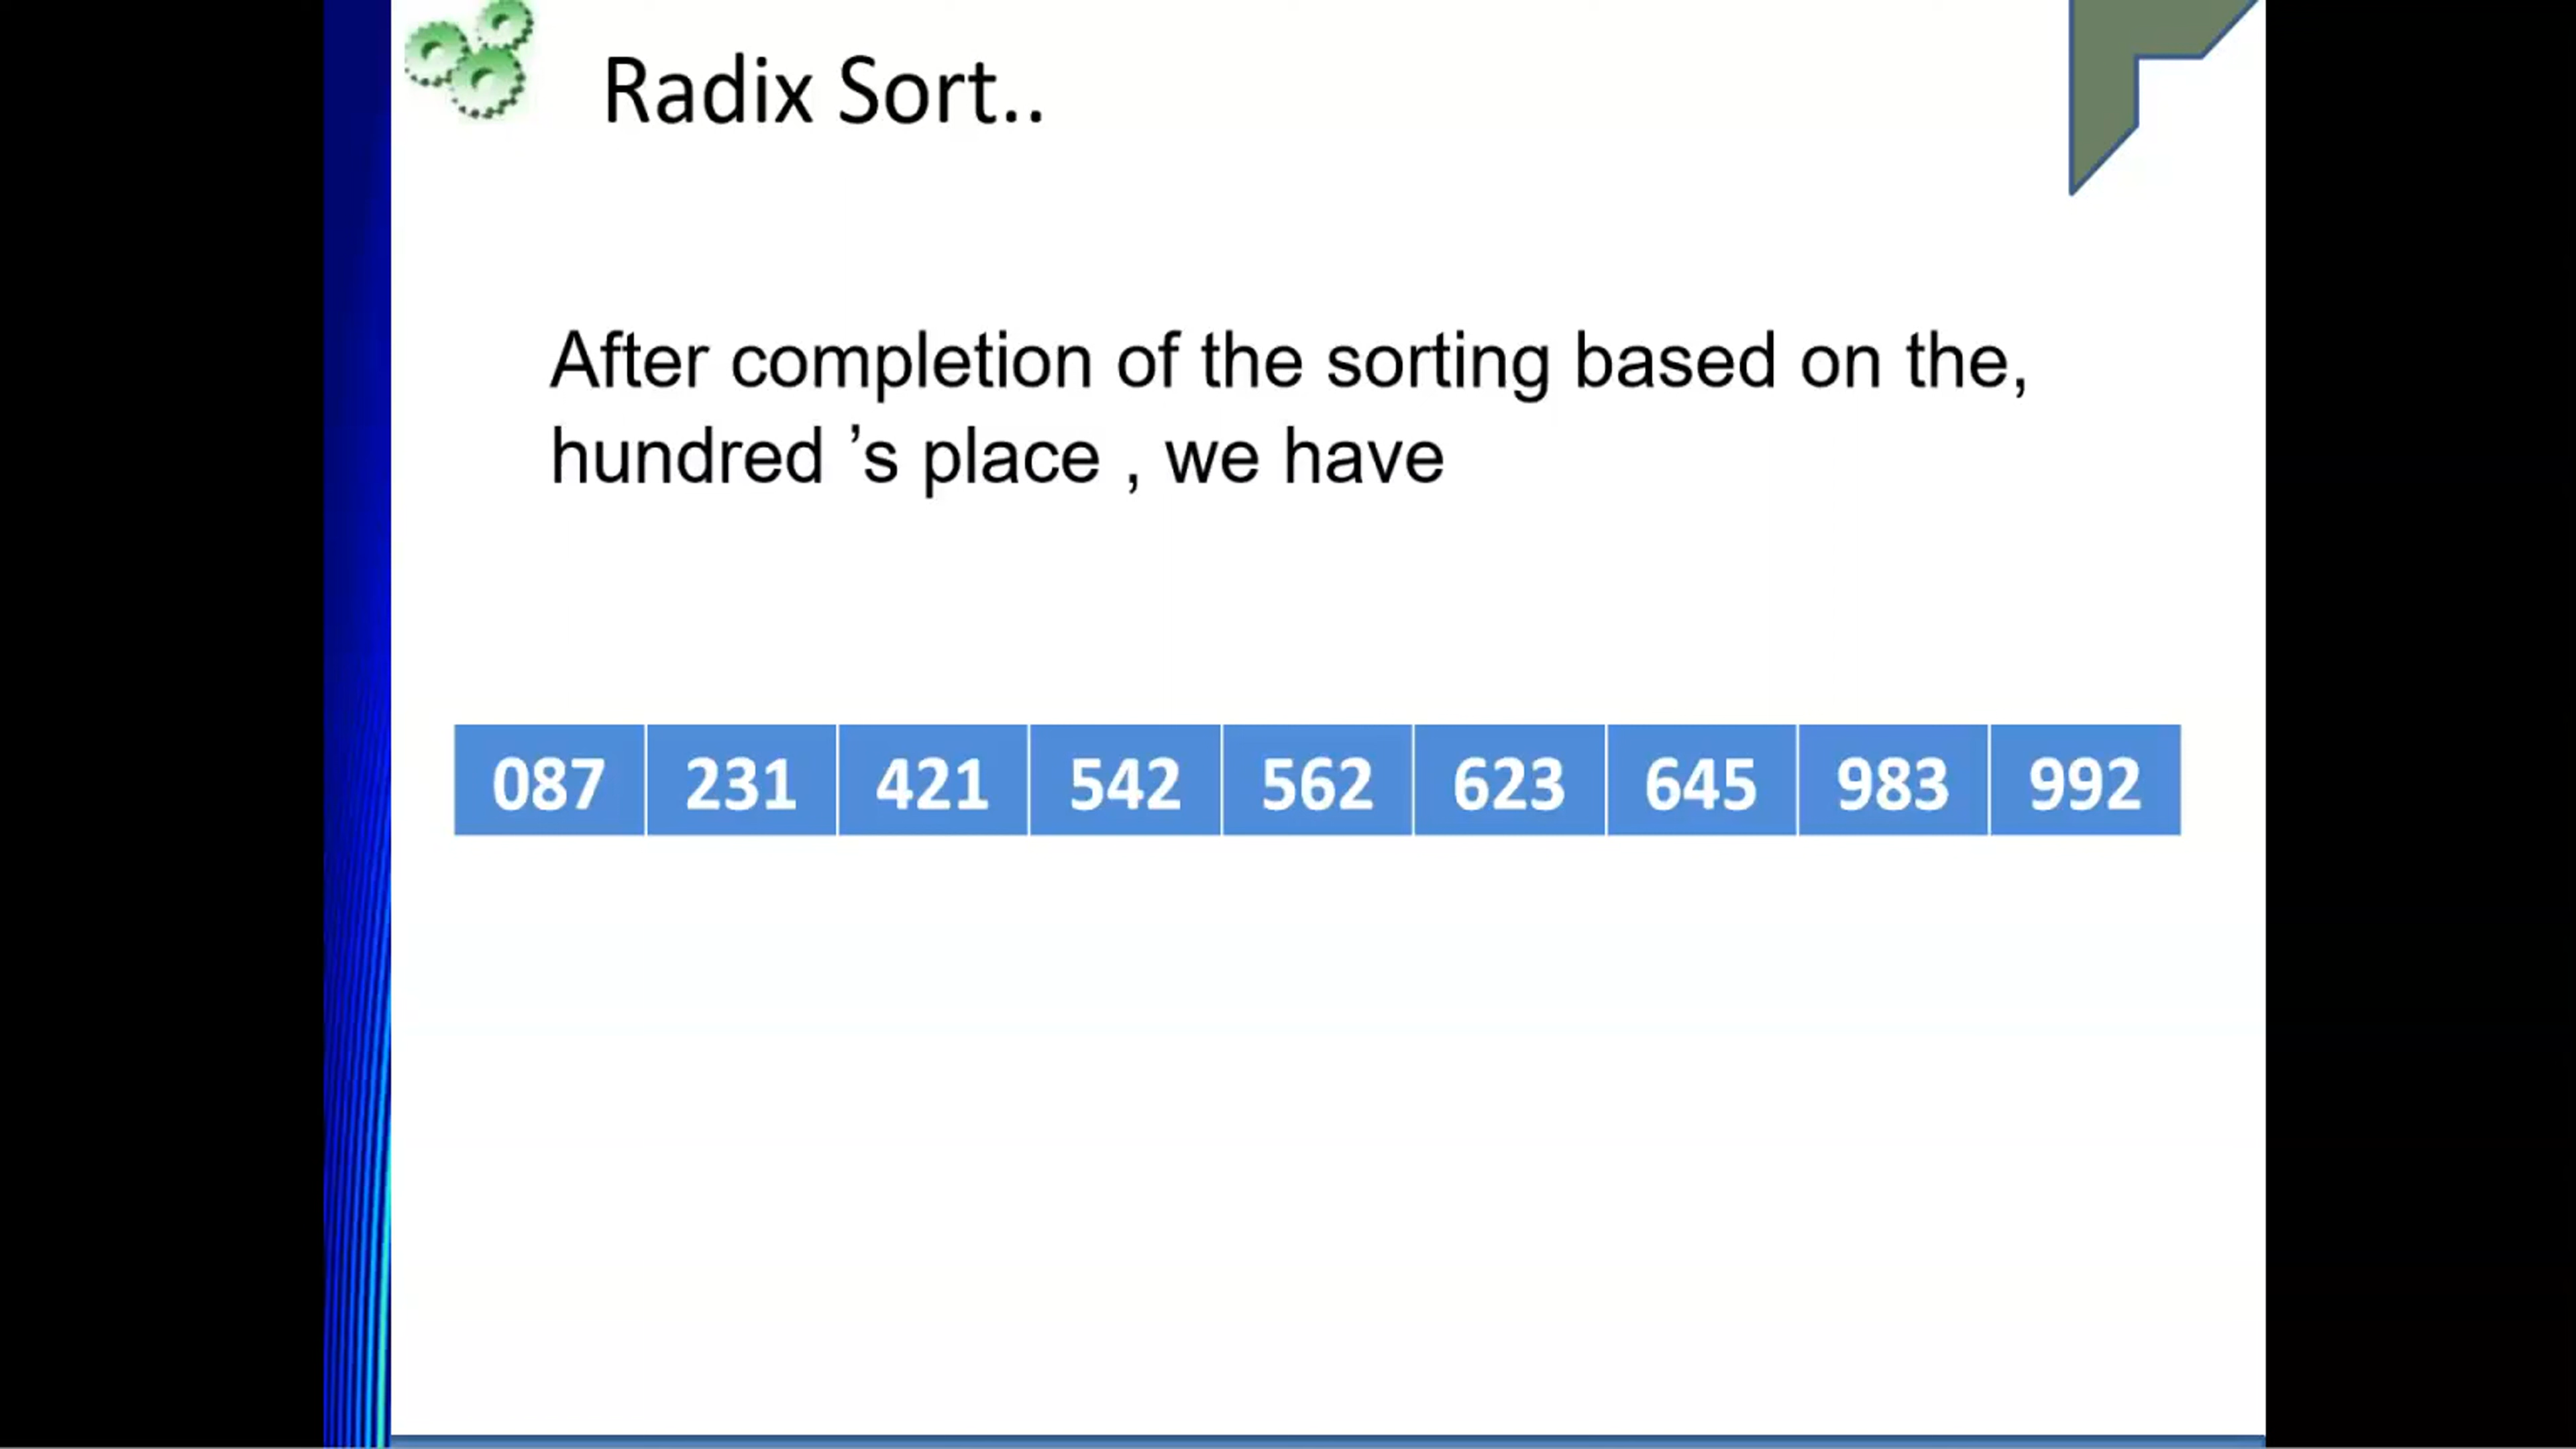 Radix Sort..
After completion of the sorting based on the,
hundred ’s place , we have
087 231 421 542 562 623 645 983 992